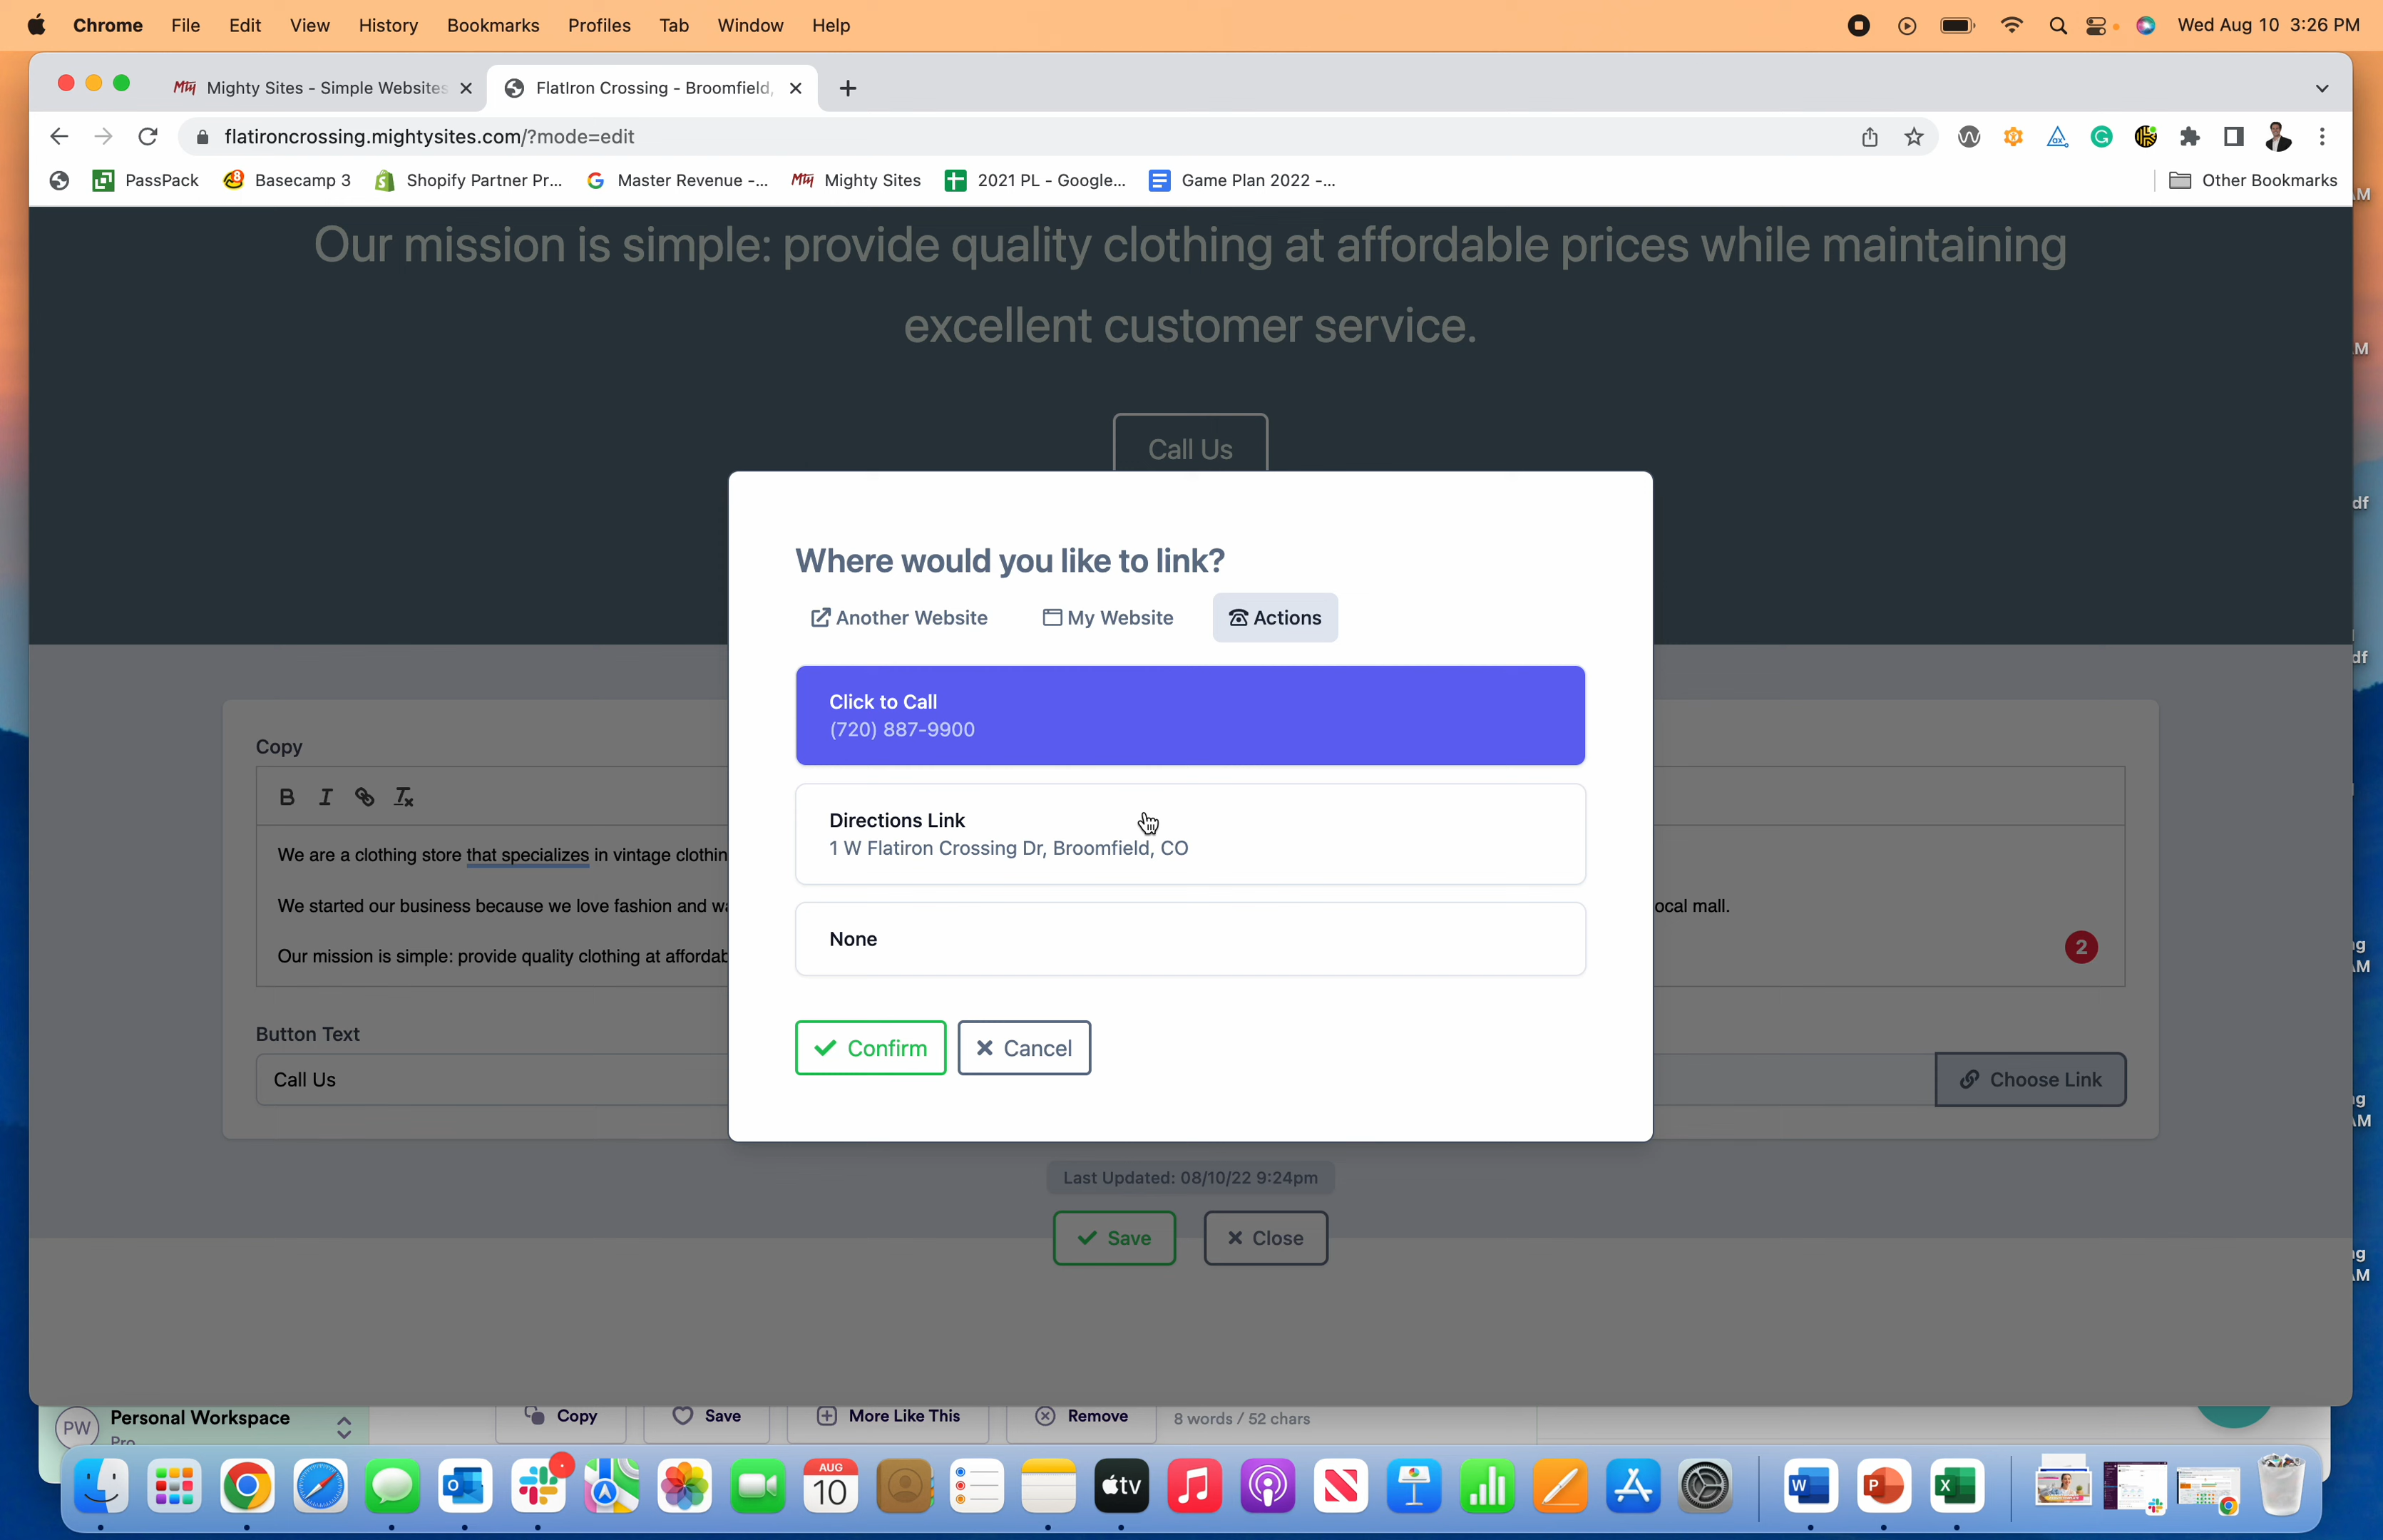 Chrome File Edit View History Bookmarks Profiles Tab Window Help Wed Aug 10 3:26 PM
Mighty Sites - Simple Websites FlatIron Crossing - Broomfield,
flatironcrossing.mightysites.com/?mode=edit
PassPack Basecamp 3 Shopify Partner Pr... Master Revenue -... Mighty Sites 2021 PL - Google... Game Plan 2022 -... Other Bookmarks
Our mission is simple: provide quality clothing at affordable prices while maintaining
excellent customer service.
Call Us
Where would you like to link?
Another Website My Website Actions
Click to Call
(720) 887-9900
Directions Link
1 W Flatiron Crossing Dr, Broomfield, CO
None
Confirm Cancel
Copy
B I
We are a clothing store that specializes in vintage clothin
We started our business because we love fashion and wa ocal mall.
Our mission is simple: provide quality clothing at affordab
2
Button Text
Call Us
Choose Link
Last Updated: 08/10/22 9:24pm
Save Close
PW Personal Workspace
Pro
Copy Save More Like This Remove 8 words / 52 chars
AUG
10
tv